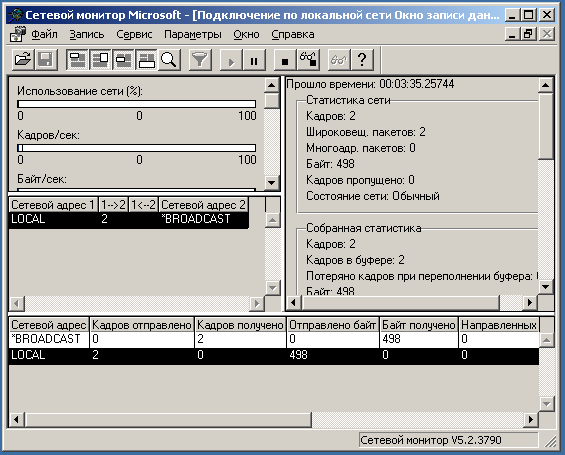 Сетевой монитор Microsoft - [Подключение по локальной сети Окно записи дан...
Файл Запись Сервис Параметры Окно Справка
Использование сети (%):
0 0 100
Кадров/сек:
0 0 100
Байт/сек:
Прошло времени: 00:03:35.25744
Статистика сети
Кадров: 2
Широковещ. пакетов: 2
Многоадр. пакетов: 0
Байт: 498
Кадров пропущено: 0
Состояние сети: Обычный
Собранная статистика
Кадров: 2
Кадров в буфере: 2
Потеряно кадров при переполнении буфера:
Байт: 498
Сетевой адрес 1 1-->2 1<--2 Сетевой адрес 2
LOCAL 2 *BROADCAST
Сетевой адрес Кадров отправлено Кадров получено Отправлено байт Байт получено Направленных
*BROADCAST 0 2 0 498 0
LOCAL 2 0 498 0 0
Сетевой монитор V5.2.3790